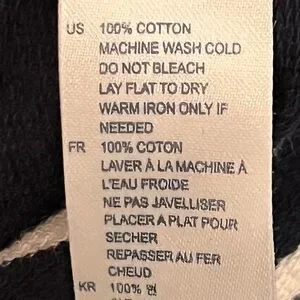 US 100% COTTON
MACHINE WASH COLD
DO NOT BLEACH
LAY FLAT TO DRY
WARM IRON ONLY IF
NEEDED
FR 100% COTON
LAVER À LA MACHINE À
L'EAU FROIDE
NE PAS JAVELLISER
PLACER A PLAT POUR
SECHER
REPASSER AU FER
CHEUD
KR 100% 면